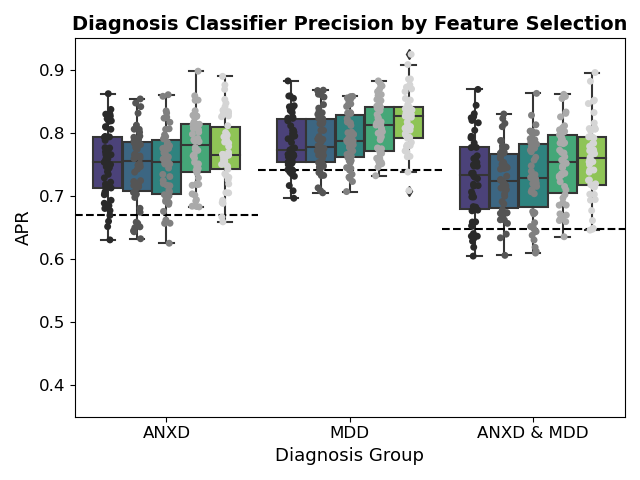 Diagnosis Classifier Precision by Feature Selection
APR
0.9
0.8
0.7
0.6
0.5
0.4
ANXD MDD ANXD & MDD
Diagnosis Group